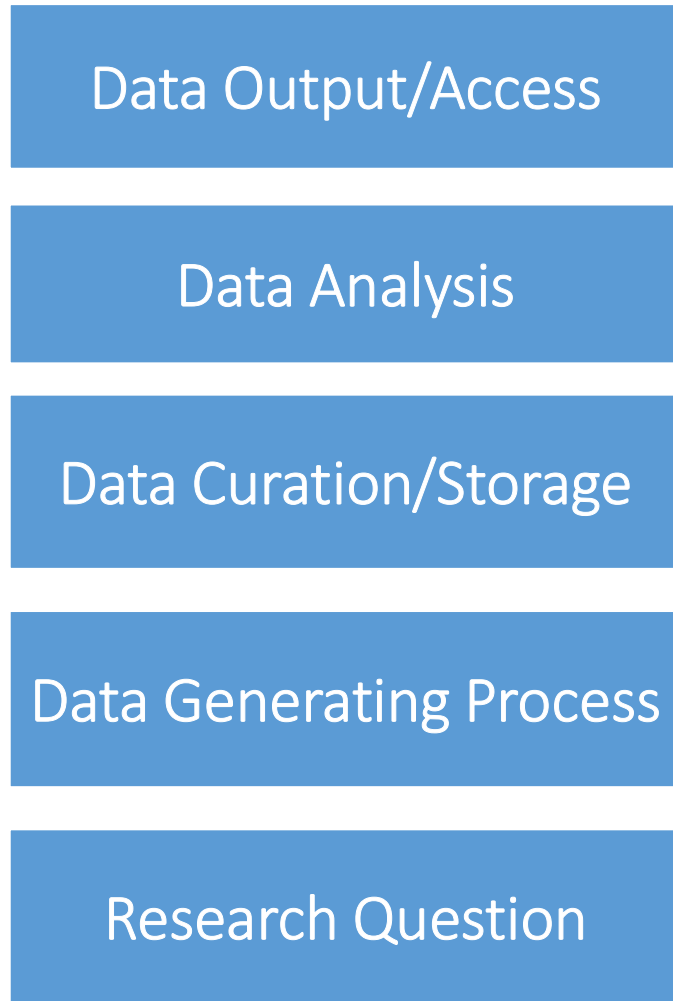 Data Output/Access
Data Analysis
Data Curation/Storage
Data Generating Process
Research Question